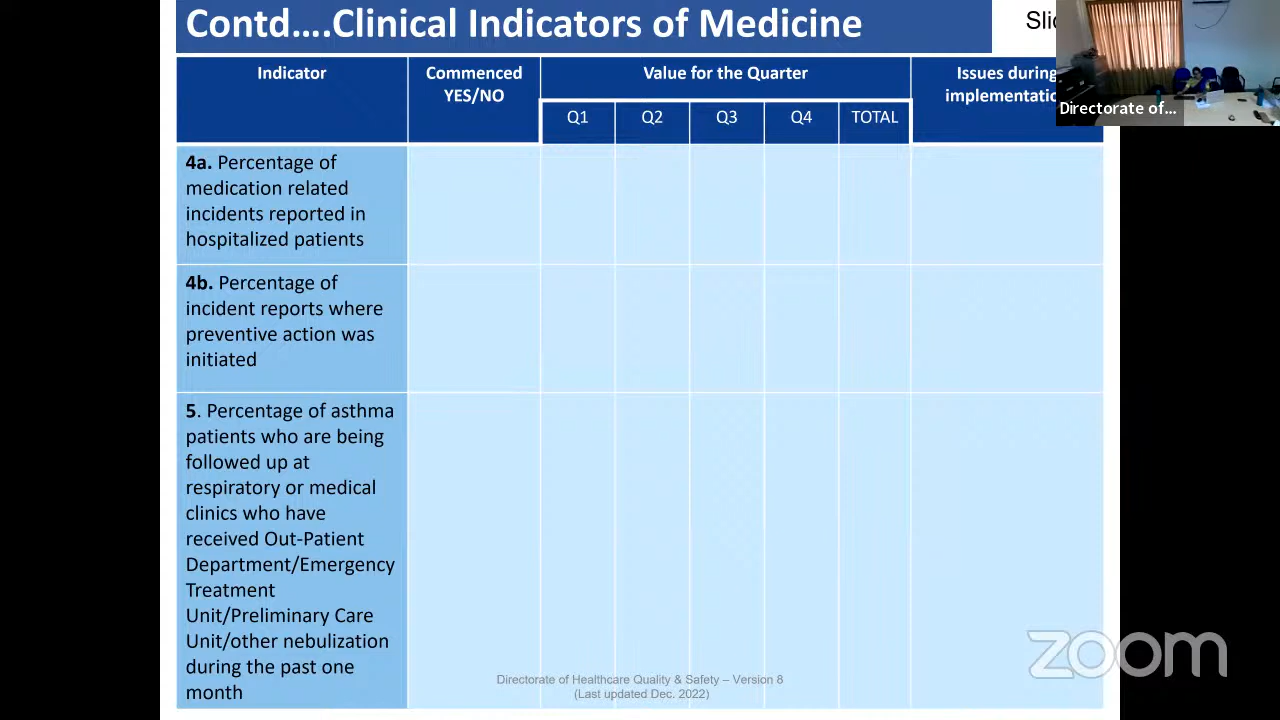 Contd....Clinical Indicators of Medicine
Indicator
Commenced
YES/NO
Value for the Quarter
Issues during
Q1
Q2
Q3
Q4
TOTAL
4a. Percentage of
medication related
incidents reported in
hospitalized patients
4b. Percentage of
incident reports where
preventive action was
initiated
5. Percentage of asthma
patients who are being
followed up at
respiratory or medical
clinics who have
received Out-Patient
Department/Emergency
Treatment
Unit/Preliminary Care
Unit/other nebulization
during the past one
month
Directorate of Healthcare Quality & Safety – Version 8
(Last updated Dec. 2022)
Directorate of...
zoom